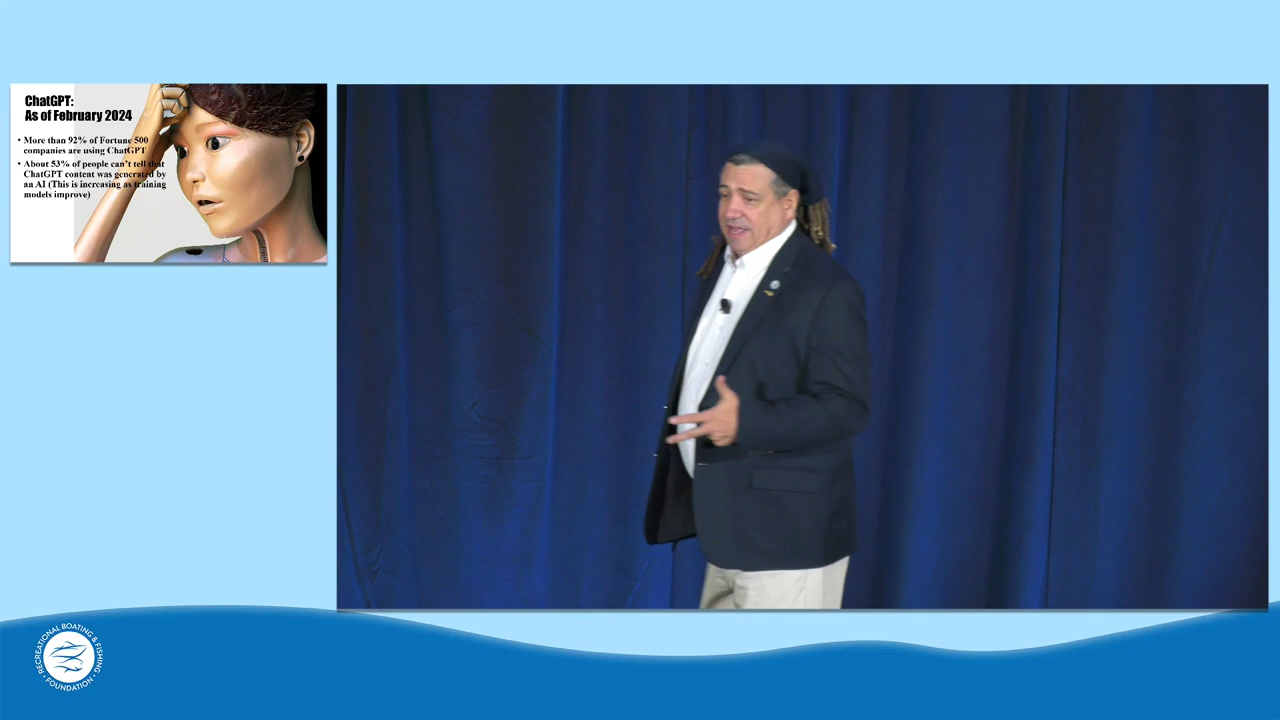 ChatGPT:
As of February 2024
• More than 92% of Fortune 500
companies are using ChatGPT
• About 53% of people can't tell that
ChatGPT content was generated by
an AI (This is increasing as training
models improve)
RECREATIONAL BOATING & FISHING
• FOUNDATION •